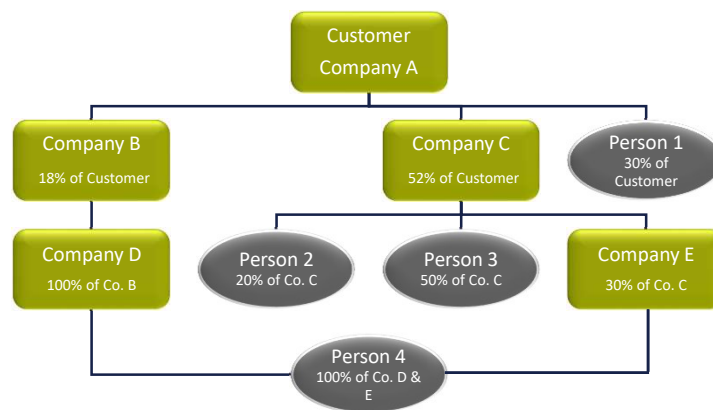 Customer
Company A
Company B
18% of Customer
Company C
52% of Customer
Person 1
30% of
Customer
Company D
100% of Co. B
Person 2
20% of Co. C
Person 3
50% of Co. C
Company E
30% of Co. C
Person 4
100% of Co. D &
E